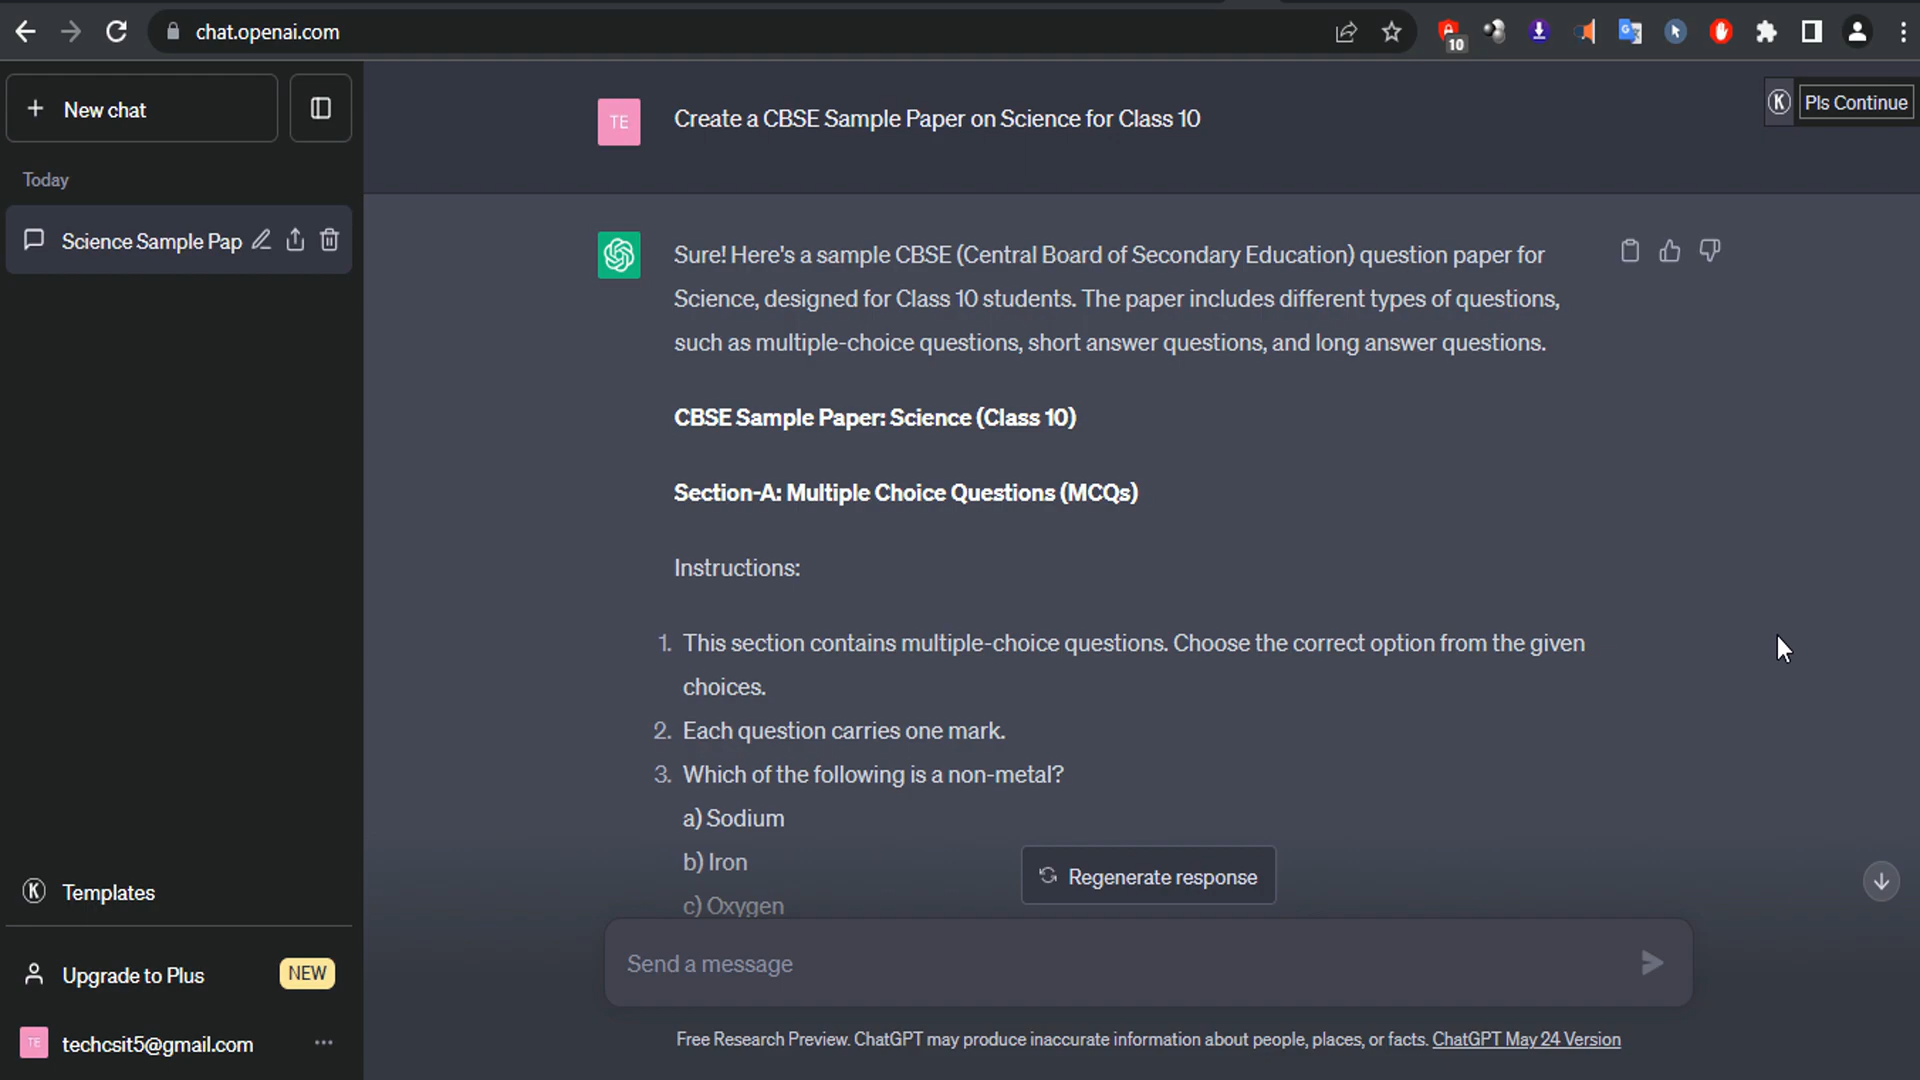 chat.openai.com
10
New chat
Today
Science Sample Pap
Templates
Upgrade to Plus NEW
TE techcsit5@gmail.com
K Pls Continue
TE Create a CBSE Sample Paper on Science for Class 10
Sure! Here's a sample CBSE (Central Board of Secondary Education) question paper for
Science, designed for Class 10 students. The paper includes different types of questions,
such as multiple-choice questions, short answer questions, and long answer questions.
CBSE Sample Paper: Science (Class 10)
Section-A: Multiple Choice Questions (MCQs)
Instructions:
1. This section contains multiple-choice questions. Choose the correct option from the given
choices.
2. Each question carries one mark.
3. Which of the following is a non-metal?
a) Sodium
b) Iron
c) Oxygen
Regenerate response
Send a message
Free Research Preview. ChatGPT may produce inaccurate information about people, places, or facts. ChatGPT May 24 Version